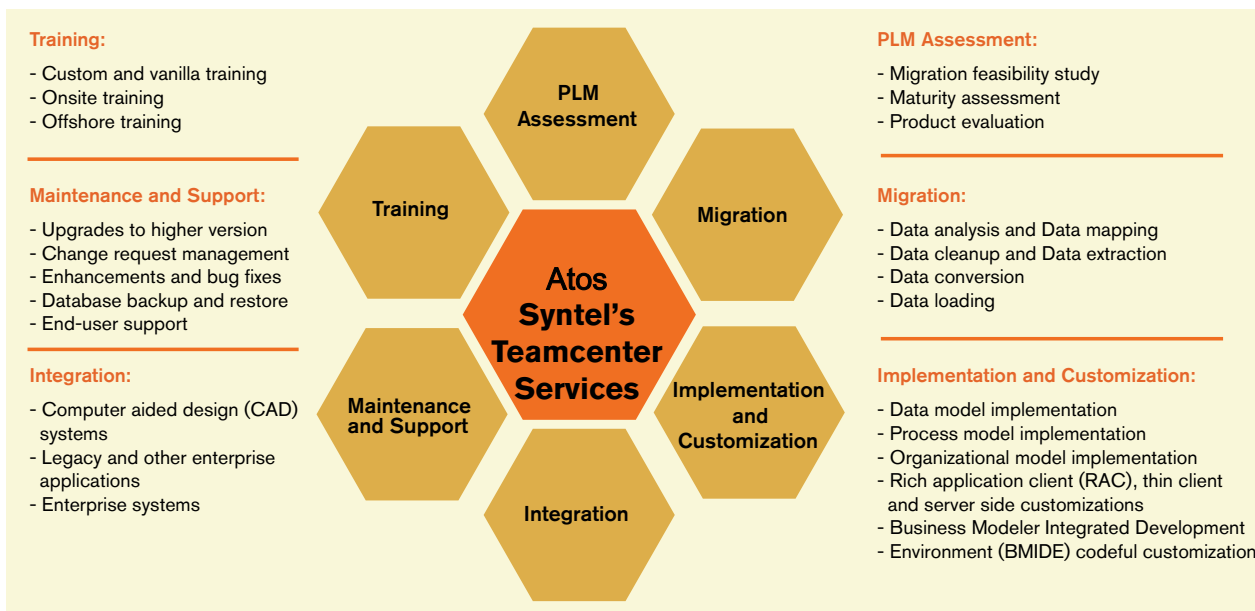 Training:
- Custom and vanilla training
- Onsite training
- Offshore training
Maintenance and Support:
- Upgrades to higher version
- Change request management
- Enhancements and bug fixes
- Database backup and restore
- End-user support
Integration:
- Computer aided design (CAD)
systems
- Legacy and other enterprise
applications
- Enterprise systems
PLM
Assessment
Training
Migration
Atos
Syntel's
Teamcenter
Services
Maintenance
and Support
Implementation
and
Customization
Integration
PLM Assessment:
- Migration feasibility study
- Maturity assessment
- Product evaluation
Migration:
- Data analysis and Data mapping
- Data cleanup and Data extraction
- Data conversion
- Data loading
Implementation and Customization:
- Data model implementation
- Process model implementation
- Organizational model implementation
- Rich application client (RAC), thin client
and server side customizations
- Business Modeler Integrated Development
- Environment (BMIDE) codeful customization